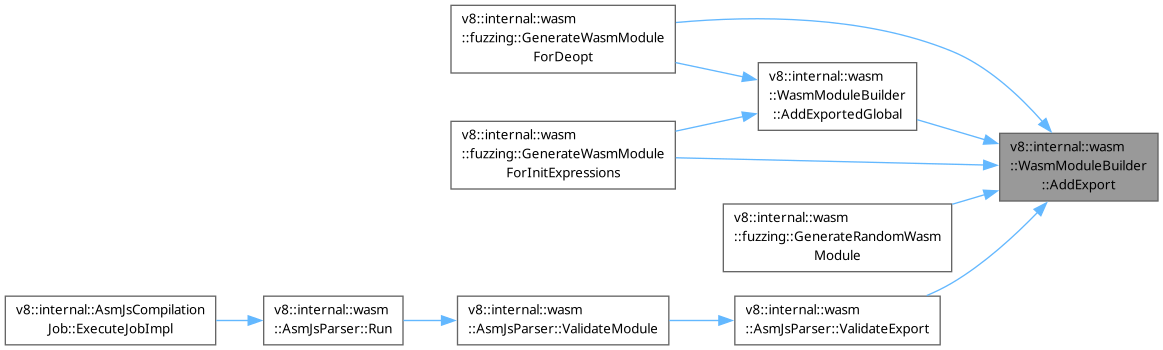 v8::internal::wasm
::fuzzing::GenerateWasmModule
ForDeopt
v8::internal::wasm
::WasmModuleBuilder
::AddExportedGlobal
v8::internal::wasm
::fuzzing::GenerateWasmModule
ForInitExpressions
v8::internal::wasm
::WasmModuleBuilder
::AddExport
v8::internal::wasm
::fuzzing::GenerateRandomWasm
Module
v8::internal::AsmJsCompilation
Job::ExecuteJobImpl
v8::internal::wasm
::AsmJsParser::Run
v8::internal::wasm
::AsmJsParser::ValidateModule
v8::internal::wasm
::AsmJsParser::ValidateExport